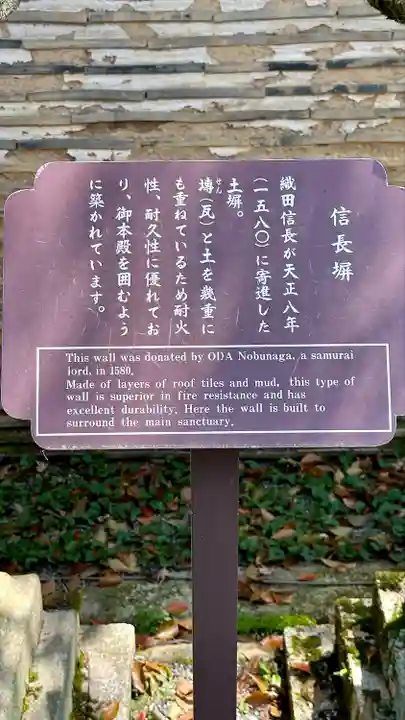 信長塀
織田信長が天正八年
(一五八〇)に寄進した
土塀。
塼(瓦)と土を幾重に
せん
も重ねているため耐火
性、耐久性に優れてお
り、御本殿を囲むよう
に築かれています。
This wall was donated by ODA Nobunaga, a samurai
lord, in 1580.
Made of layers of roof tiles and mud, this type of
wall is superior in fire resistance and has
excellent durability. Here the wall is built to
surround the main sanctuary.